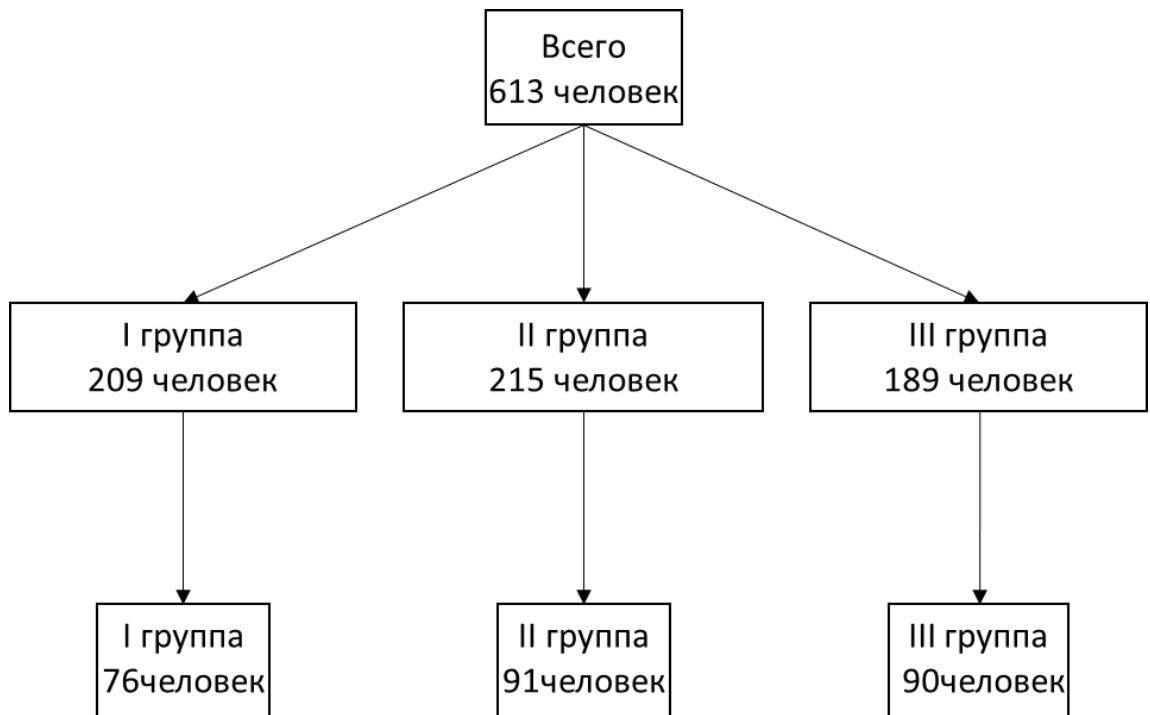 Всего
613 человек
I группа
209 человек
II группа
215 человек
III группа
189 человек
I группа
76человек
II группа
91человек
III группа
90человек